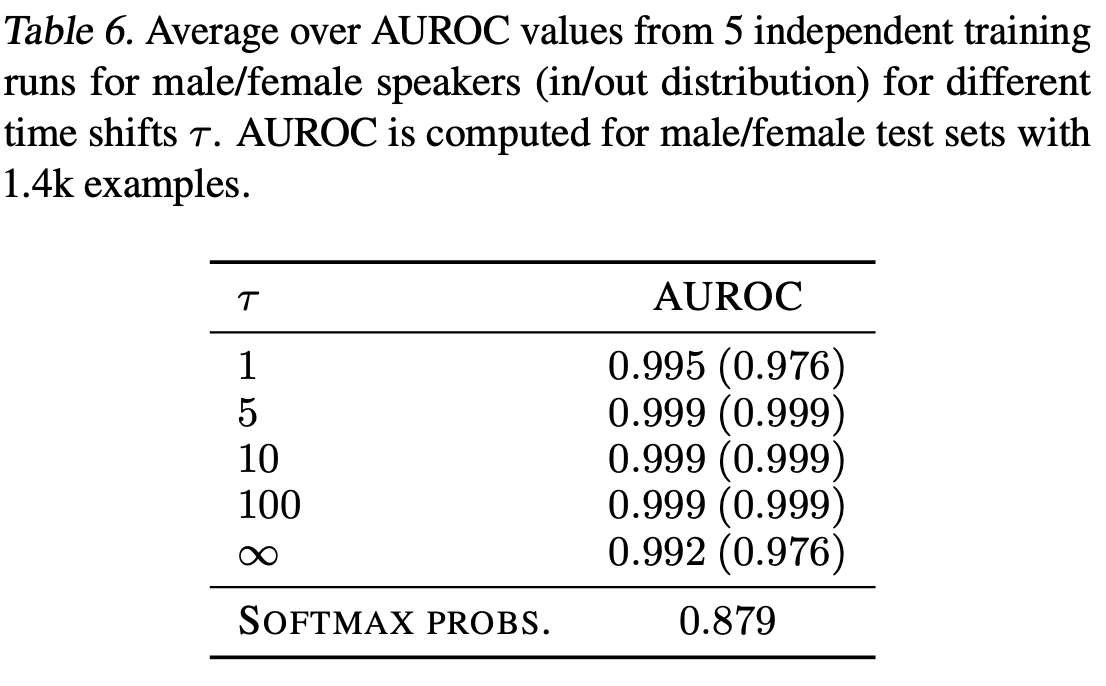 Table 6. Average over AUROC values from 5 independent training
runs for male/female speakers (in/out distribution) for different
time shifts τ. AUROC is computed for male/female test sets with
1.4k examples.
τ AUROC
1 0.995 (0.976)
5 0.999 (0.999)
10 0.999 (0.999)
100 0.999 (0.999)
∞ 0.992 (0.976)
SOFTMAX PROBS. 0.879